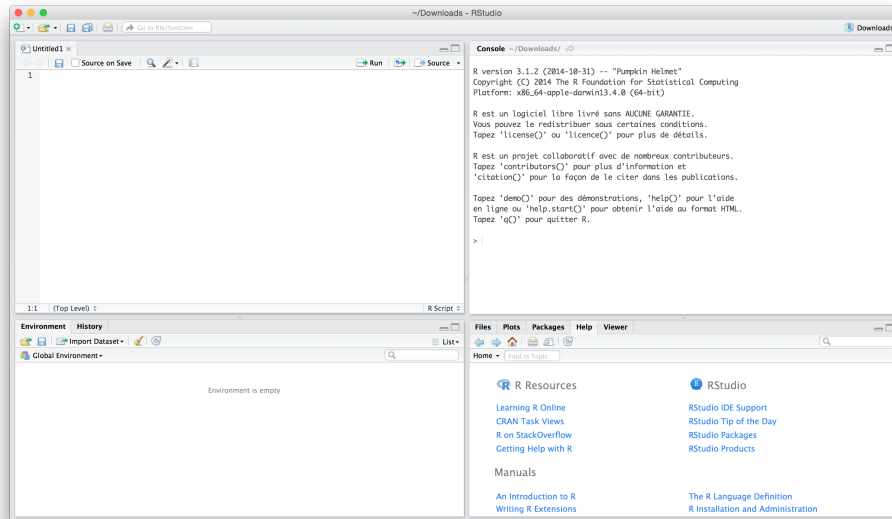 ~/Downloads - RStudio
Go to file/function
Downloads
Untitled1
Source on Save
Run
Source
1
1:1 (Top Level)
R Script
Console ~/Downloads/
R version 3.1.2 (2014-10-31) -- "Pumpkin Helmet"
Copyright (C) 2014 The R Foundation for Statistical Computing
Platform: x86_64-apple-darwin13.4.0 (64-bit)
R est un logiciel libre livré sans AUCUNE GARANTIE.
Vous pouvez le redistribuer sous certaines conditions.
Tapez 'license()' ou 'licence()' pour plus de détails.
R est un projet collaboratif avec de nombreux contributeurs.
Tapez 'contributors()' pour plus d'information et
'citation()' pour la façon de le citer dans les publications.
Tapez 'demo()' pour des démonstrations, 'help()' pour l'aide
en ligne ou 'help.start()' pour obtenir l'aide au format HTML.
Tapez 'q()' pour quitter R.
>
Environment History
Import Dataset
List
Global Environment
Environment is empty
Files Plots Packages Help Viewer
Home Find in Topic
R R Resources
Learning R Online
CRAN Task Views
R on StackOverflow
Getting Help with R
R RStudio
RStudio IDE Support
RStudio Tip of the Day
RStudio Packages
RStudio Products
Manuals
An Introduction to R
Writing R Extensions
The R Language Definition
R Installation and Administration